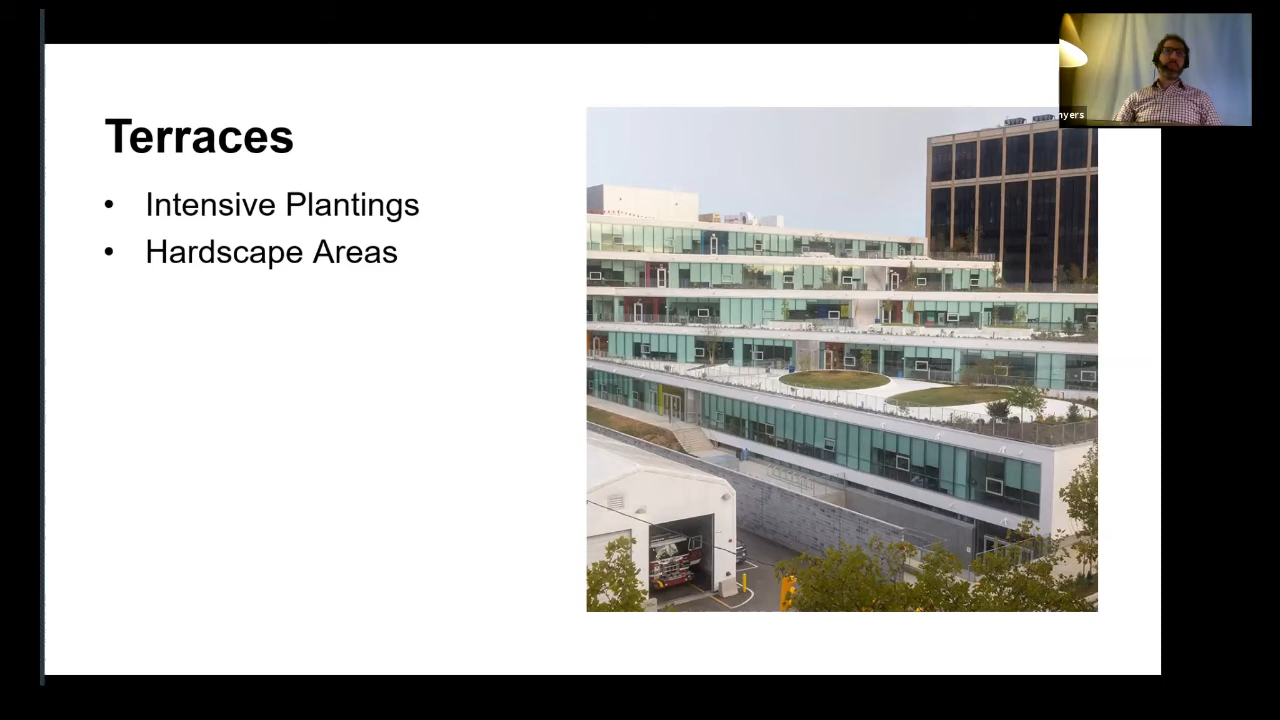 Terraces
• Intensive Plantings
• Hardscape Areas